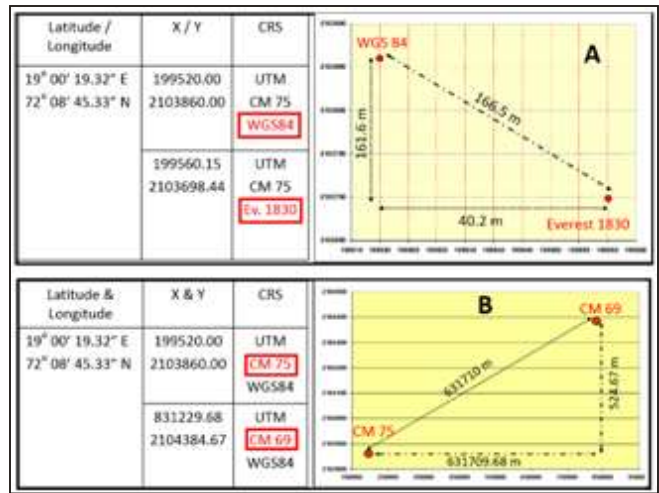 Latitude / Longitude
X / Y
CRS
19° 00' 19.32" E
72° 08' 45.33" N
199520.00
2103860.00
UTM
CM 75
WGS84
199560.15
2103698.44
UTM
CM 75
Ev. 1830
A
WGS 84
166.5 m
161.6 m
40.2 m
Everest 1830
Latitude & Longitude
X & Y
CRS
19° 00' 19.32" E
72° 08' 45.33" N
199520.00
2103860.00
UTM
CM 75
WGS84
831229.68
2104384.67
UTM
CM 69
WGS84
B
CM 69
631710 m
524.67 m
CM 75
631709.68 m